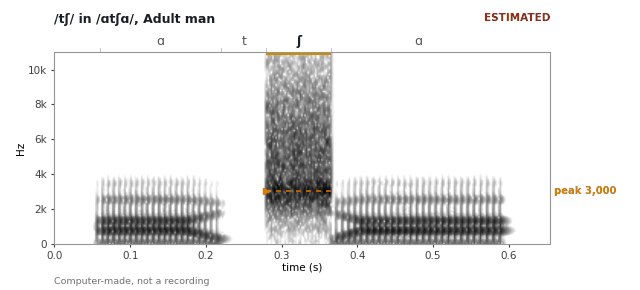 /tʃ/ in /ɑtʃɑ/, Adult man
ESTIMATED
ɑ t ʃ ɑ
10k
8k
6k
4k
2k
0
Hz
peak 3,000
0.0 0.1 0.2 0.3 0.4 0.5 0.6
time (s)
Computer-made, not a recording